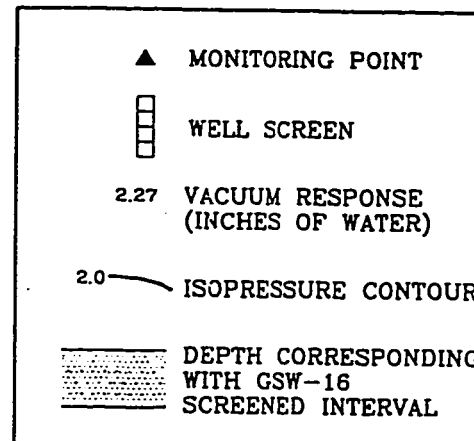 MONITORING POINT
WELL SCREEN
2.27 VACUUM RESPONSE
(INCHES OF WATER)
2.0 ISOPRESSURE CONTOUR
DEPTH CORRESPONDING
WITH GSW-16
SCREENED INTERVAL